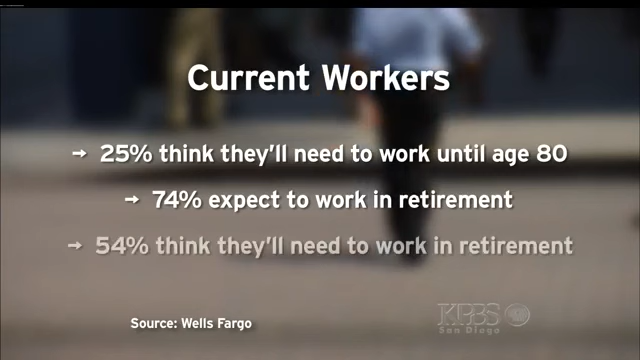 Current Workers
→ 25% think they'll need to work until age 80
→ 74% expect to work in retirement
→ 54% think they'll need to work in retirement
Source: Wells Fargo
KPBS
San Diego